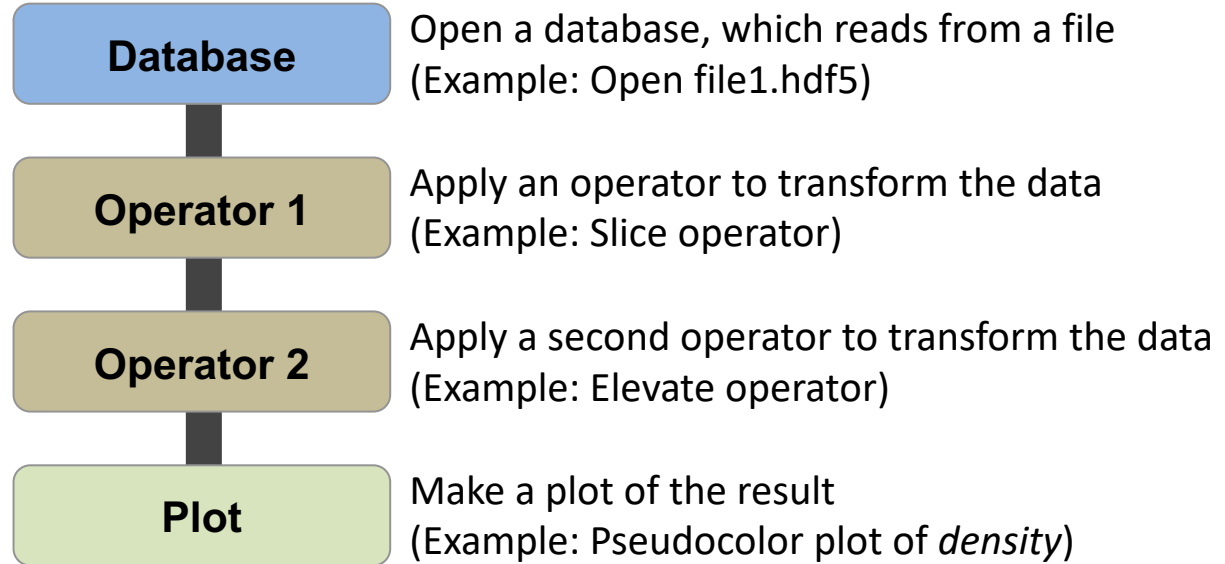 Database
Open a database, which reads from a file
(Example: Open file1.hdf5)
Operator 1
Apply an operator to transform the data
(Example: Slice operator)
Operator 2
Apply a second operator to transform the data
(Example: Elevate operator)
Plot
Make a plot of the result
(Example: Pseudocolor plot of density)